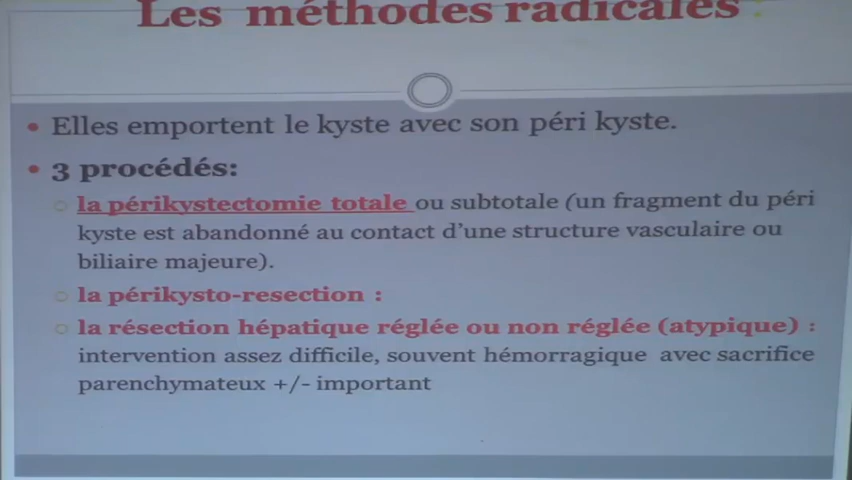 Les méthodes radicales :
• Elles emportent le kyste avec son péri kyste.
• 3 procédés:
○ la périkystectomie totale ou subtotale (un fragment du péri
kyste est abandonné au contact d'une structure vasculaire ou
biliaire majeure).
○ la périkysto-resection :
○ la résection hépatique réglée ou non réglée (atypique) :
intervention assez difficile, souvent hémorragique avec sacrifice
parenchymateux +/- important